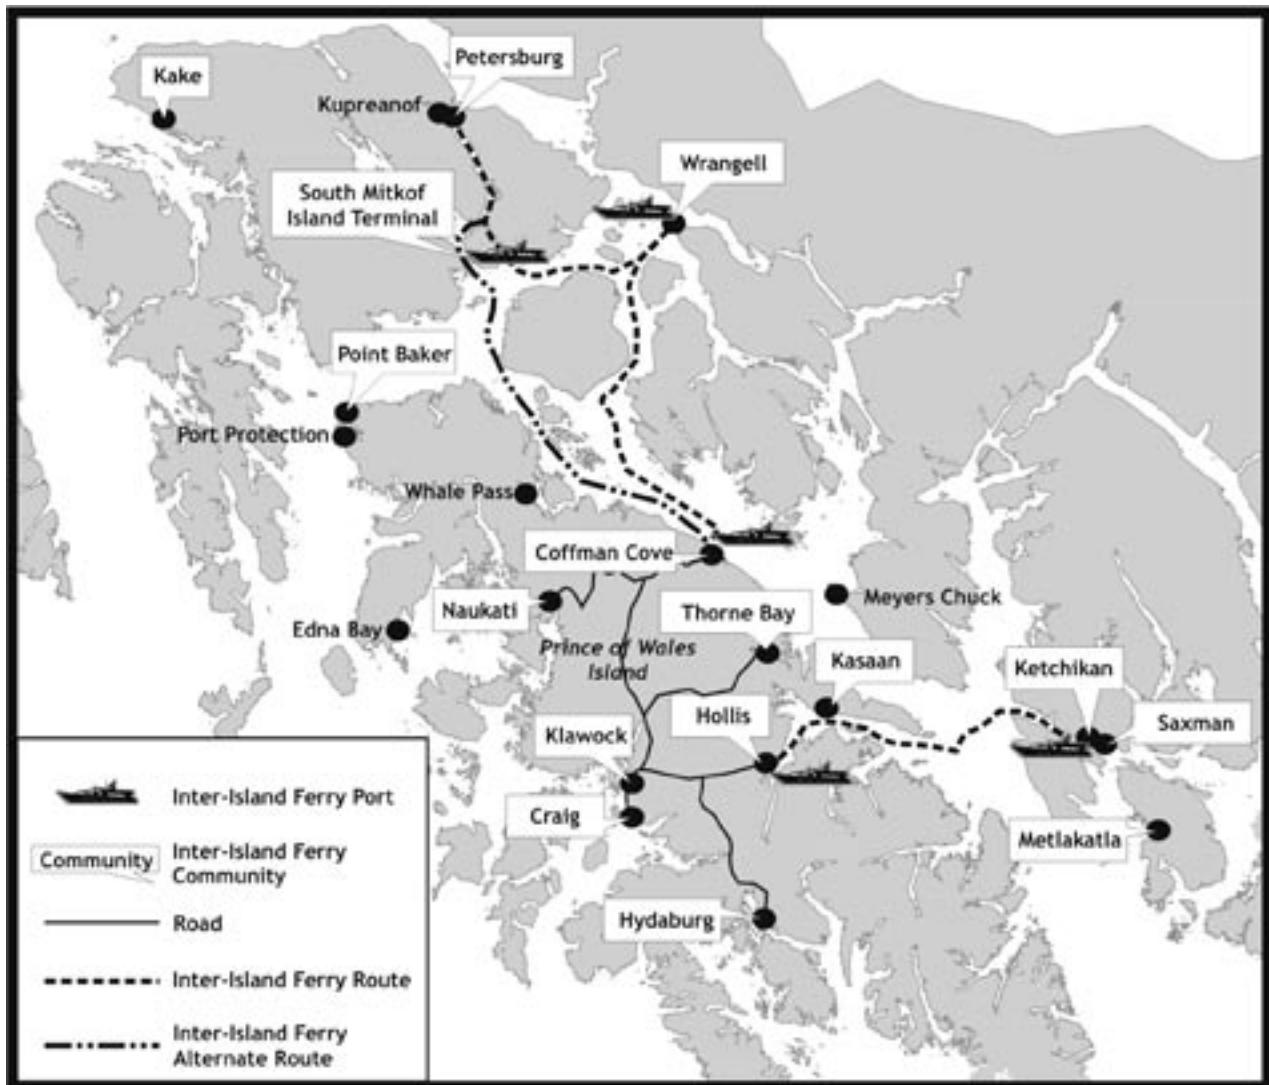 Petersburg
Kake
Kupreanof
Wrangell
South Mitkof
Island Terminal
Point Baker
Port Protection
Whale Pass
Coffman Cove
Naukati
Meyers Chuck
Thorne Bay
Edna Bay
Prince of Wales
Island
Kasaan
Ketchikan
Hollis
Saxman
Klawock
Craig
Metlakatla
Hydaburg
Inter-Island Ferry Port
Community
Inter-Island Ferry
Community
Road
Inter-Island Ferry Route
Inter-Island Ferry
Alternate Route